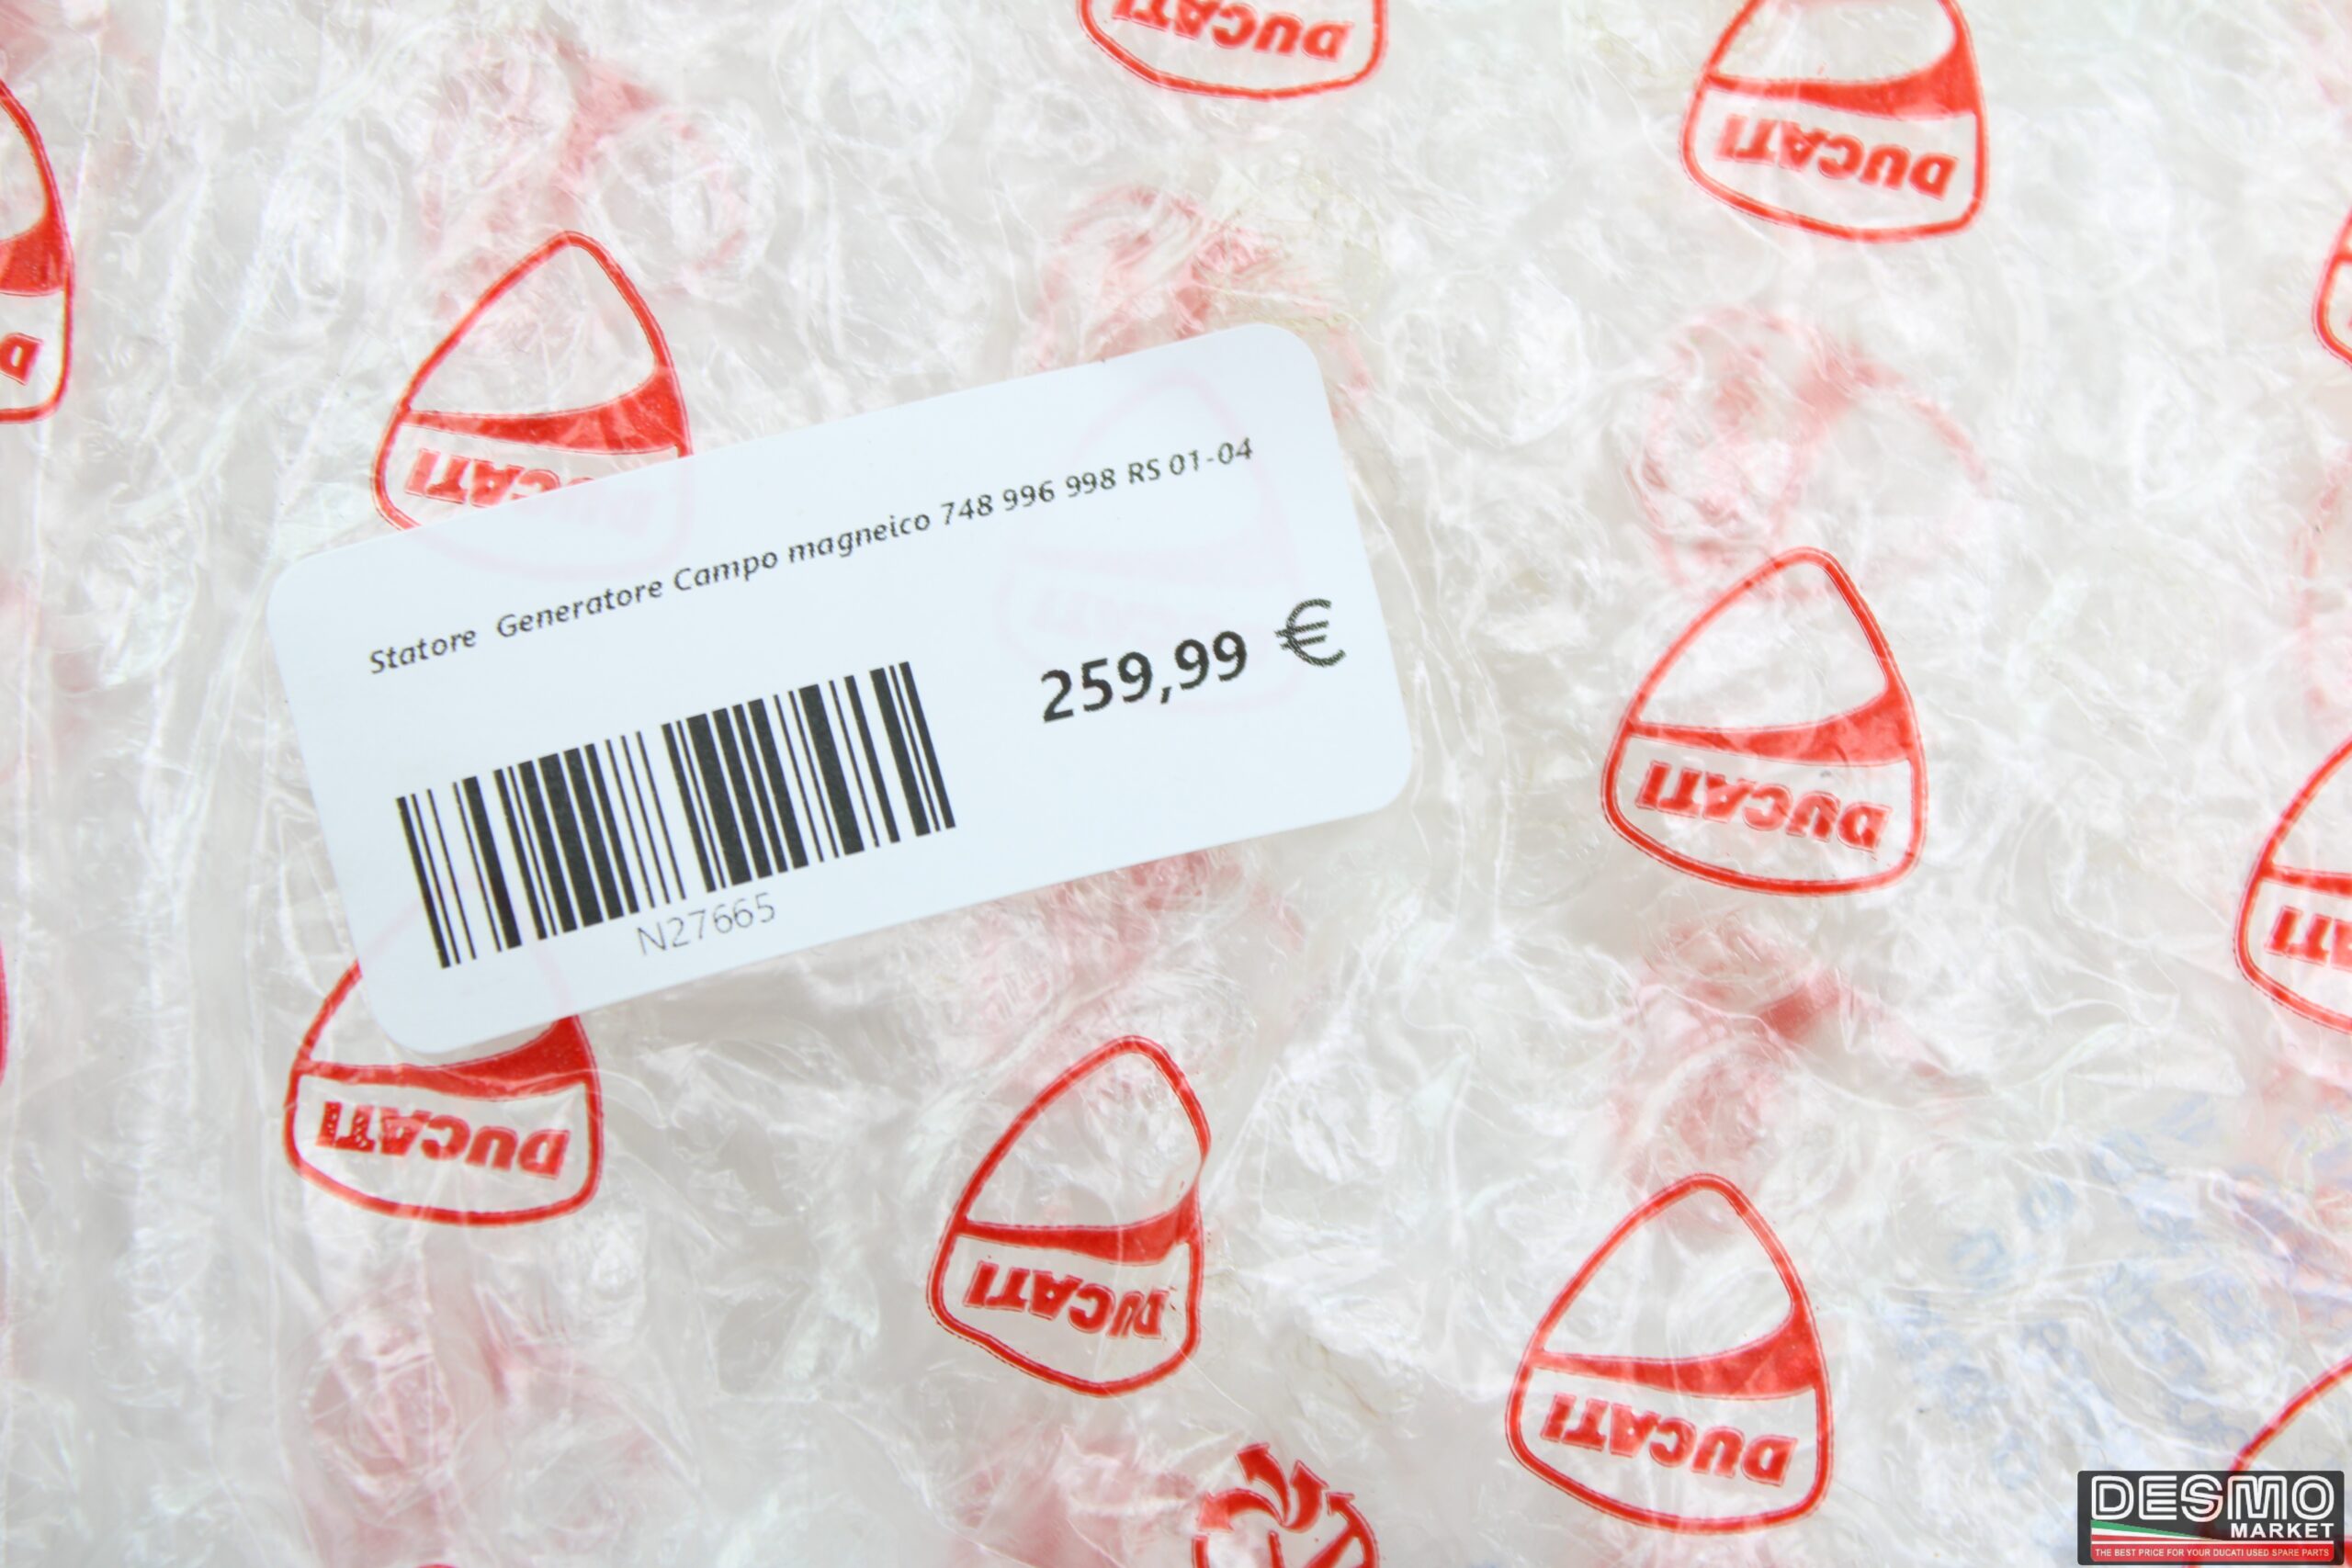 DUCATI
DUCATI
DUCATI
Statore Generatore Campo magneico 748 996 998 RS 01-04
259,99 €
N27665
DUCATI
DUCATI
DUCATI
DUCATI
DESMO
MARKET
THE BEST PRICE FOR YOUR DUCATI USED SPARE PARTS